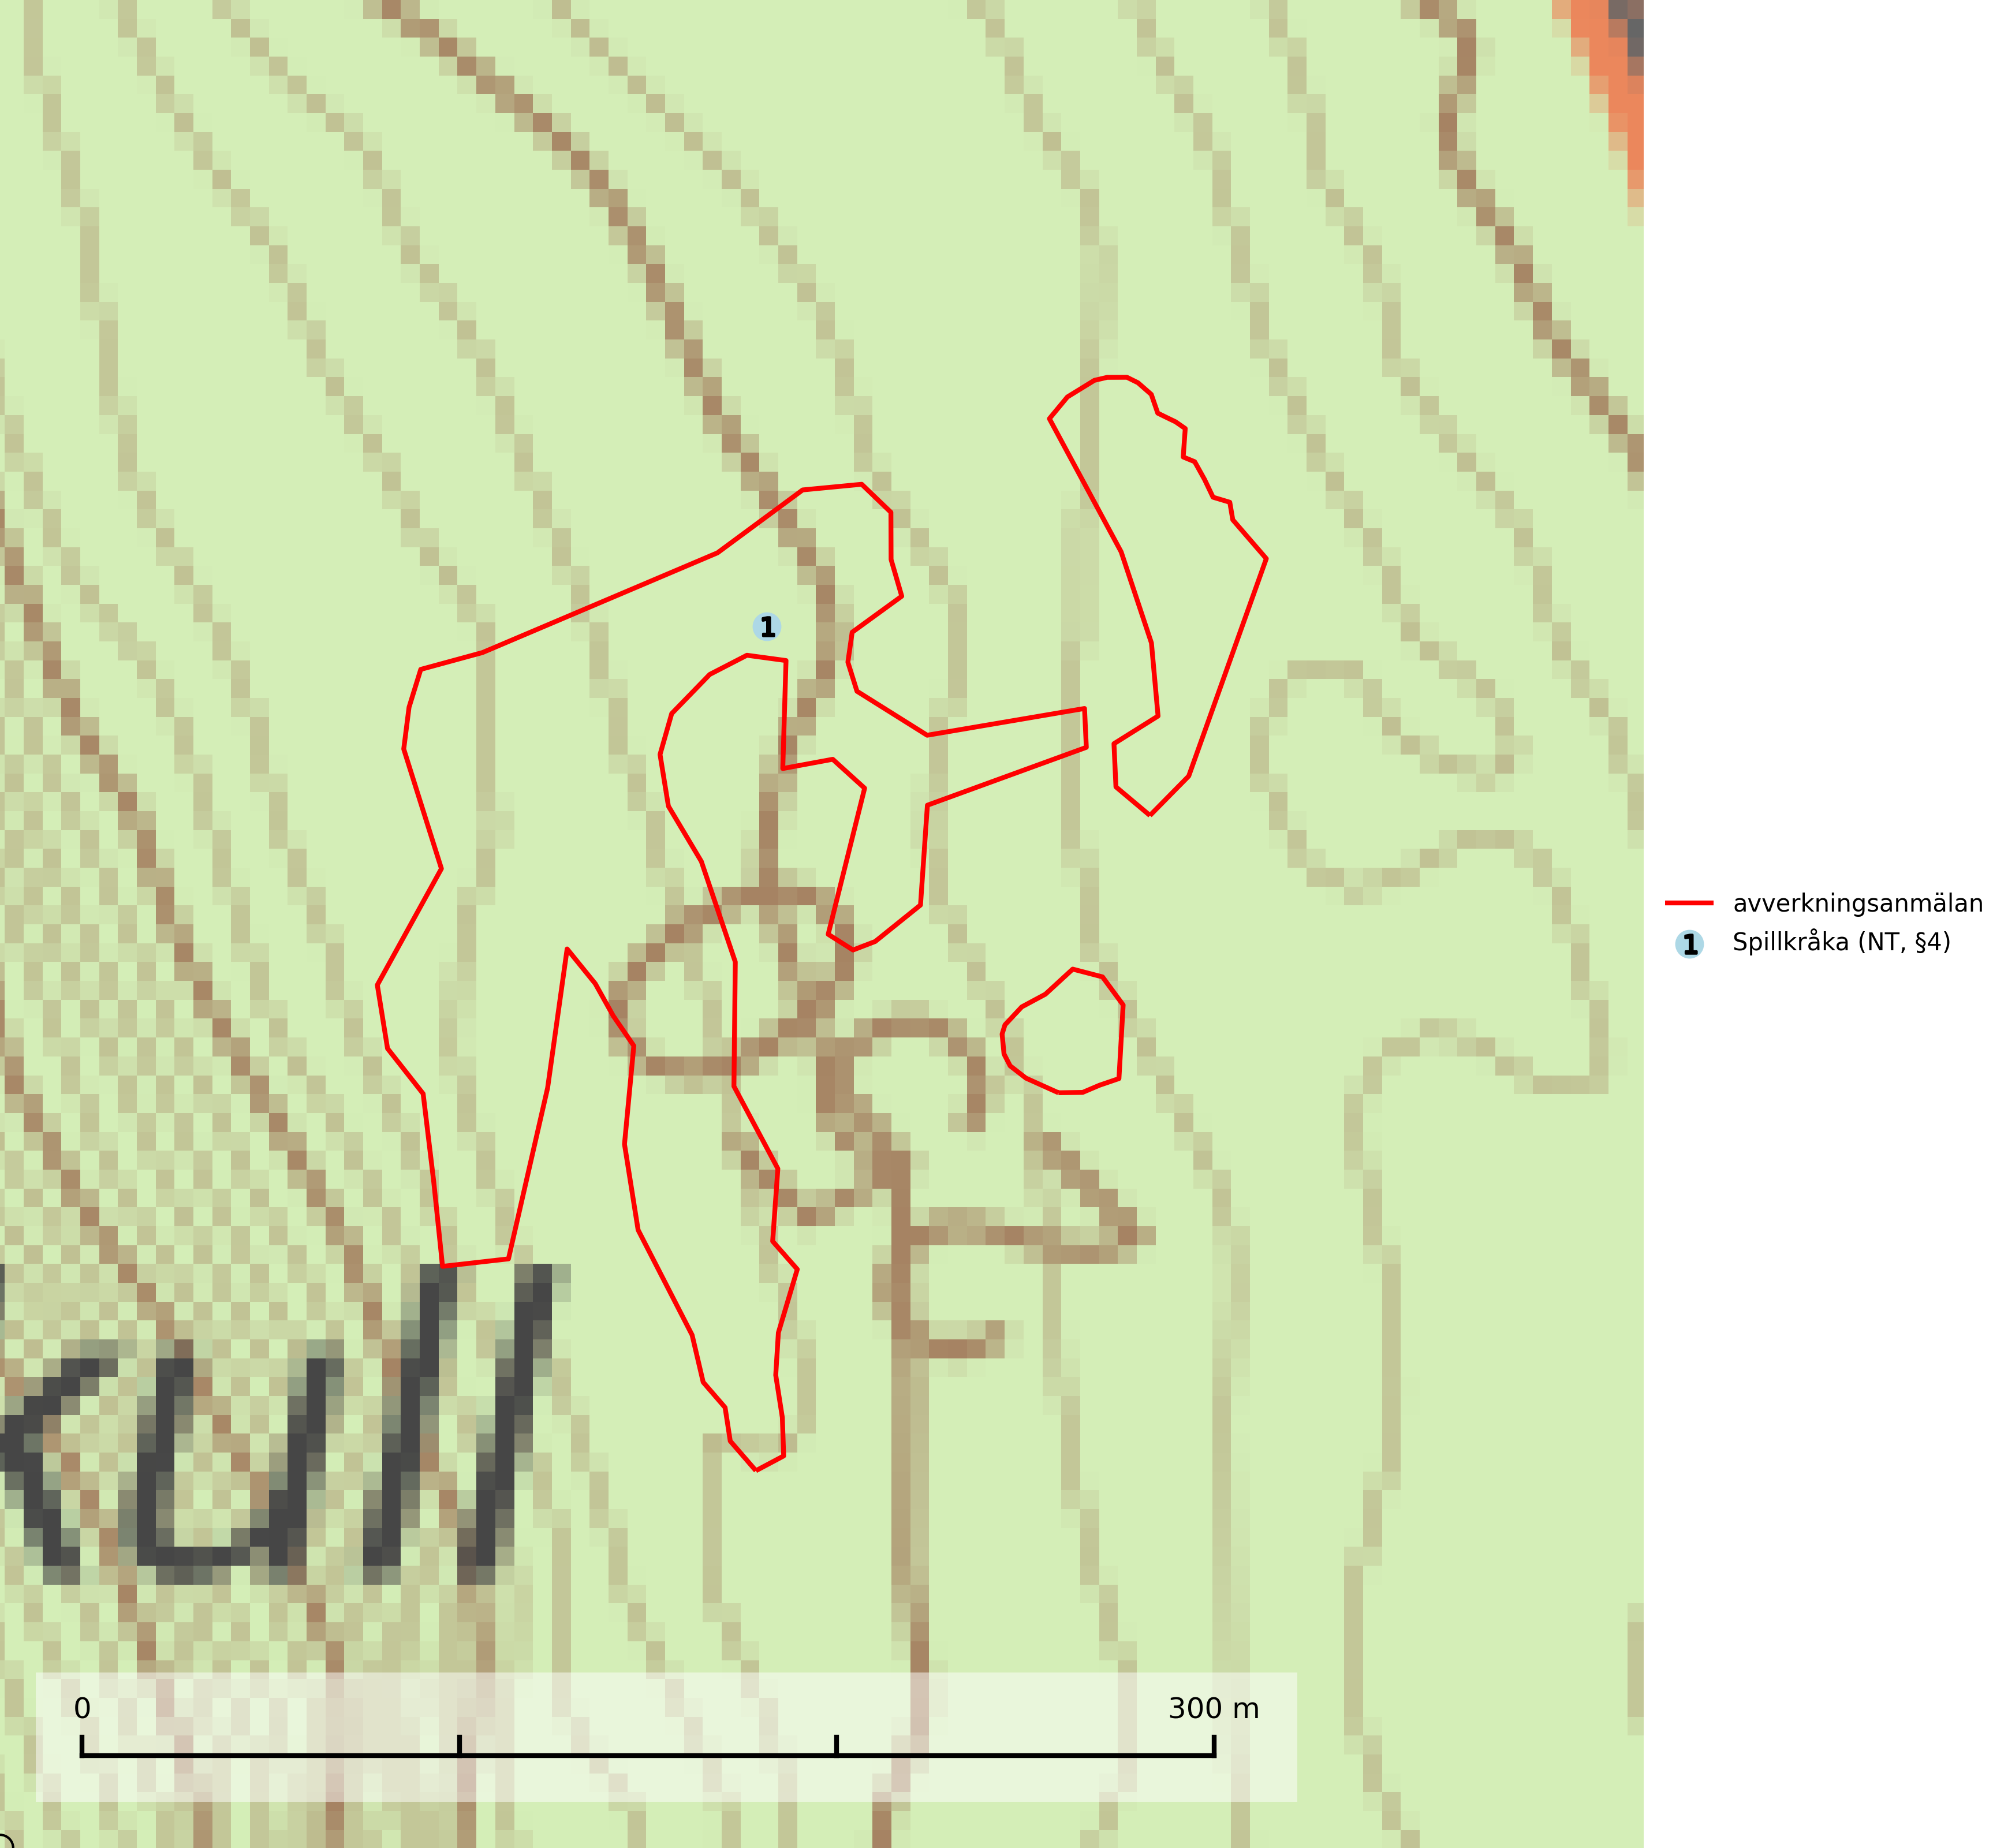 1
avverkningsanmälan
1 Spillkråka (NT, §4)
0 300 m